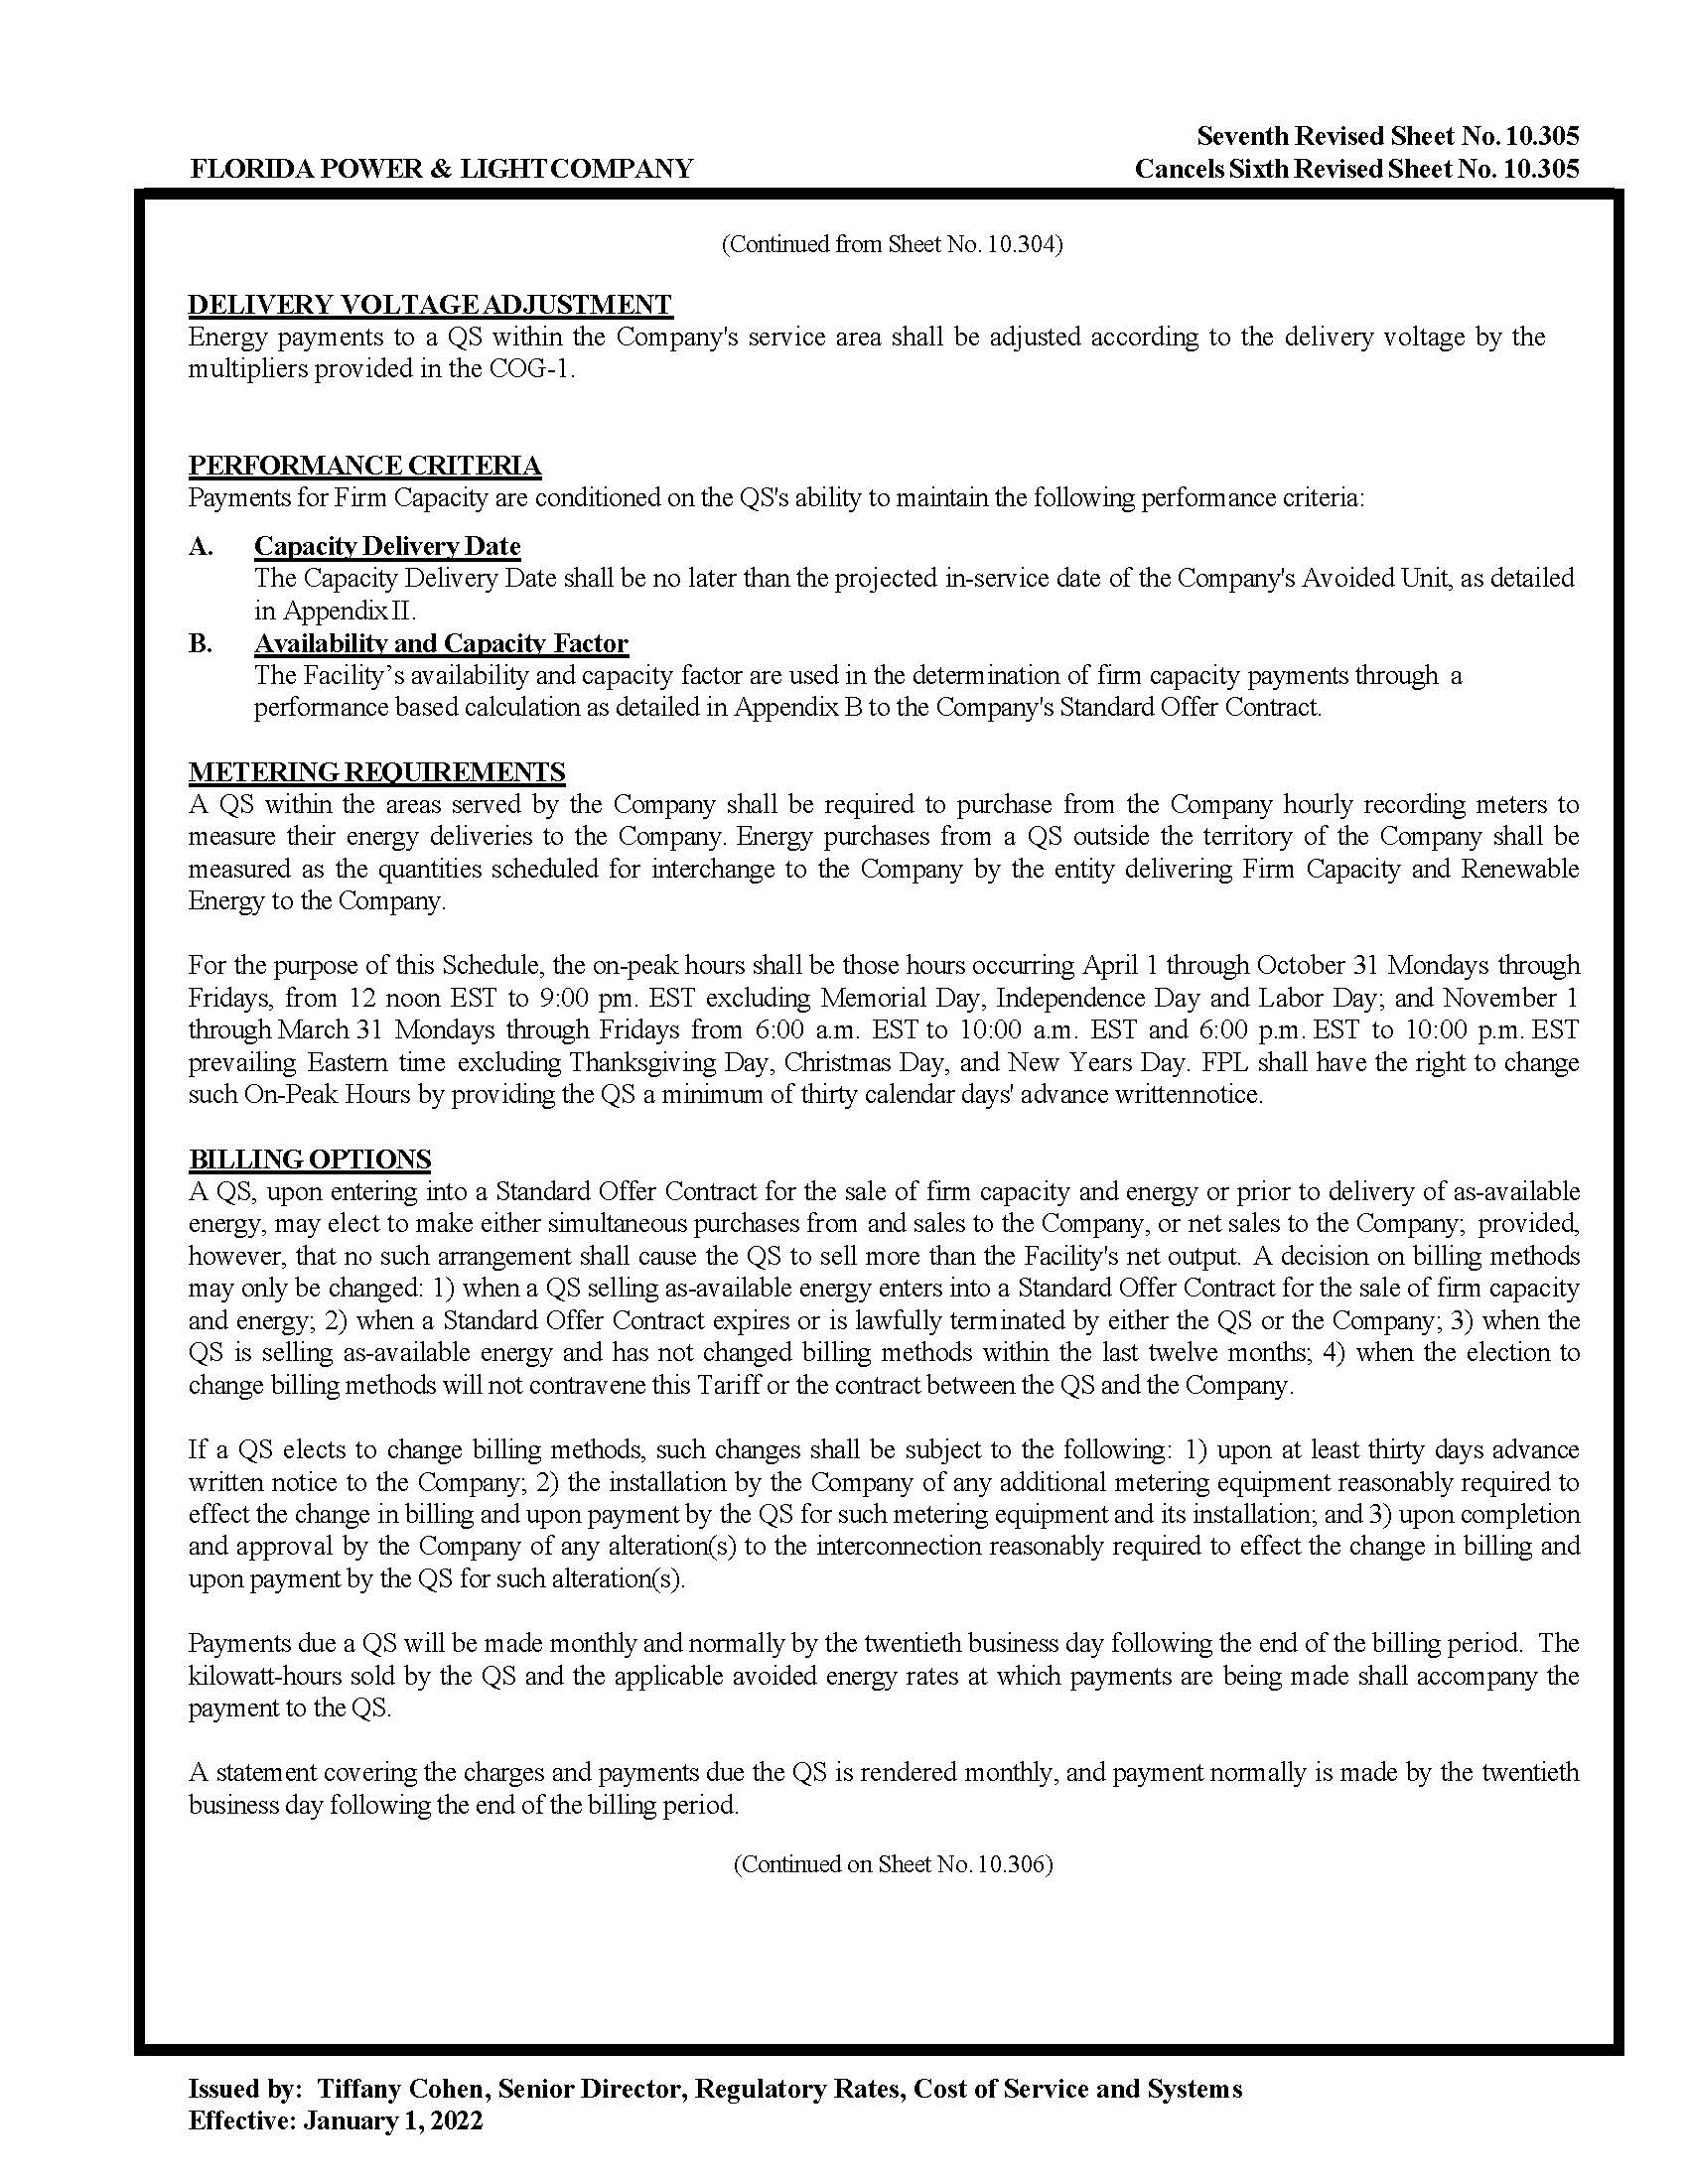 Seventh Revised Sheet No. 10.305
FLORIDA POWER & LIGHT COMPANY
Cancels Sixth Revised Sheet No. 10.305
(Continued from Sheet No. 10.304)
DELIVERY VOLTAGE ADJUSTMENT
Energy payments to a QS within the Company's service area shall be adjusted according to the delivery voltage by the
multipliers provided in the COG-1.
PERFORMANCE CRITERIA
Payments for Firm Capacity are conditioned on the QS's ability to maintain the following performance criteria:
A. Capacity Delivery Date
The Capacity Delivery Date shall be no later than the projected in-service date of the Company's Avoided Unit, as detailed
in Appendix II.
B. Availability and Capacity Factor
The Facility’s availability and capacity factor are used in the determination of firm capacity payments through a
performance based calculation as detailed in Appendix B to the Company's Standard Offer Contract.
METERING REQUIREMENTS
A QS within the areas served by the Company shall be required to purchase from the Company hourly recording meters to
measure their energy deliveries to the Company. Energy purchases from a QS outside the territory of the Company shall be
measured as the quantities scheduled for interchange to the Company by the entity delivering Firm Capacity and Renewable
Energy to the Company.
For the purpose of this Schedule, the on-peak hours shall be those hours occurring April 1 through October 31 Mondays through
Fridays, from 12 noon EST to 9:00 pm. EST excluding Memorial Day, Independence Day and Labor Day; and November 1
through March 31 Mondays through Fridays from 6:00 a.m. EST to 10:00 a.m. EST and 6:00 p.m. EST to 10:00 p.m. EST
prevailing Eastern time excluding Thanksgiving Day, Christmas Day, and New Years Day. FPL shall have the right to change
such On-Peak Hours by providing the QS a minimum of thirty calendar days' advance writtennotice.
BILLING OPTIONS
A QS, upon entering into a Standard Offer Contract for the sale of firm capacity and energy or prior to delivery of as-available
energy, may elect to make either simultaneous purchases from and sales to the Company, or net sales to the Company; provided,
however, that no such arrangement shall cause the QS to sell more than the Facility's net output. A decision on billing methods
may only be changed: 1) when a QS selling as-available energy enters into a Standard Offer Contract for the sale of firm capacity
and energy; 2) when a Standard Offer Contract expires or is lawfully terminated by either the QS or the Company; 3) when the
QS is selling as-available energy and has not changed billing methods within the last twelve months; 4) when the election to
change billing methods will not contravene this Tariff or the contract between the QS and the Company.
If a QS elects to change billing methods, such changes shall be subject to the following: 1) upon at least thirty days advance
written notice to the Company; 2) the installation by the Company of any additional metering equipment reasonably required to
effect the change in billing and upon payment by the QS for such metering equipment and its installation; and 3) upon completion
and approval by the Company of any alteration(s) to the interconnection reasonably required to effect the change in billing and
upon payment by the QS for such alteration(s).
Payments due a QS will be made monthly and normally by the twentieth business day following the end of the billing period. The
kilowatt-hours sold by the QS and the applicable avoided energy rates at which payments are being made shall accompany the
payment to the QS.
A statement covering the charges and payments due the QS is rendered monthly, and payment normally is made by the twentieth
business day following the end of the billing period.
(Continued on Sheet No. 10.306)
Issued by: Tiffany Cohen, Senior Director, Regulatory Rates, Cost of Service and Systems
Effective: January 1, 2022